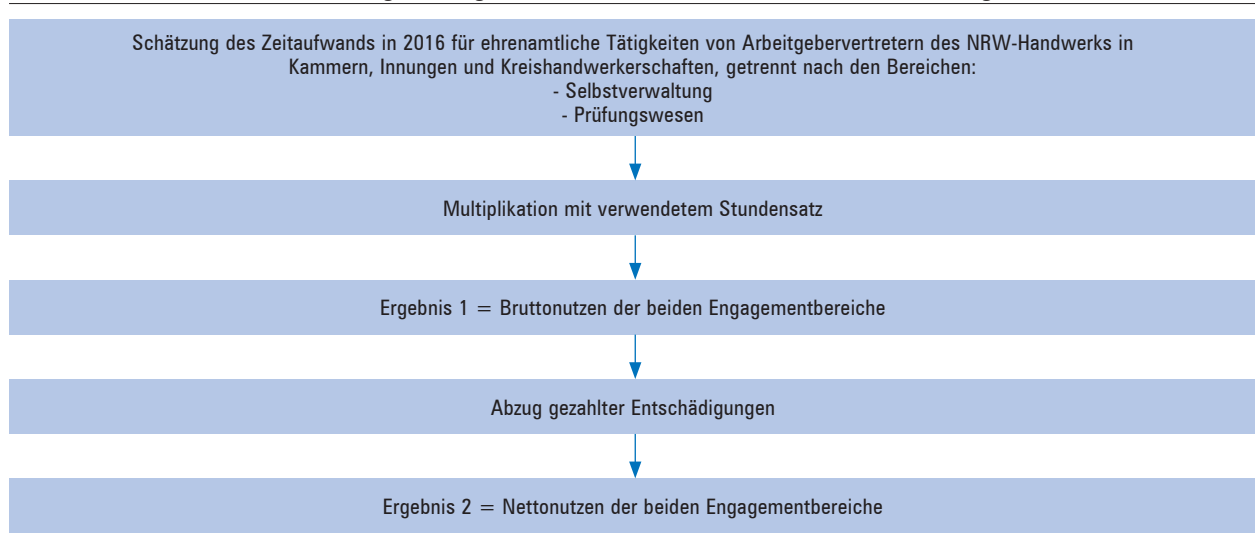 Schätzung des Zeitaufwands in 2016 für ehrenamtliche Tätigkeiten von Arbeitgebervertretern des NRW-Handwerks in
Kammern, Innungen und Kreishandwerkerschaften, getrennt nach den Bereichen:
- Selbstverwaltung
- Prüfungswesen
Multiplikation mit verwendetem Stundensatz
Ergebnis 1 = Bruttonutzen der beiden Engagementbereiche
Abzug gezahlter Entschädigungen
Ergebnis 2 = Nettonutzen der beiden Engagementbereiche